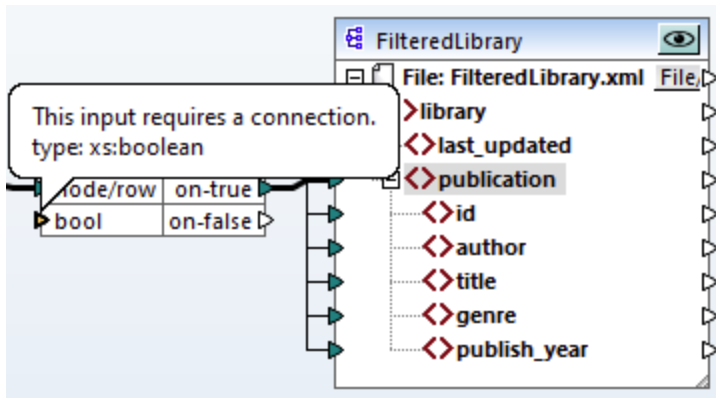 FilteredLibrary
File: FilteredLibrary.xml File/
library
This input requires a connection.
type: xs:boolean
last_updated
publication
node/row on-true
bool on-false
id
author
title
genre
publish_year